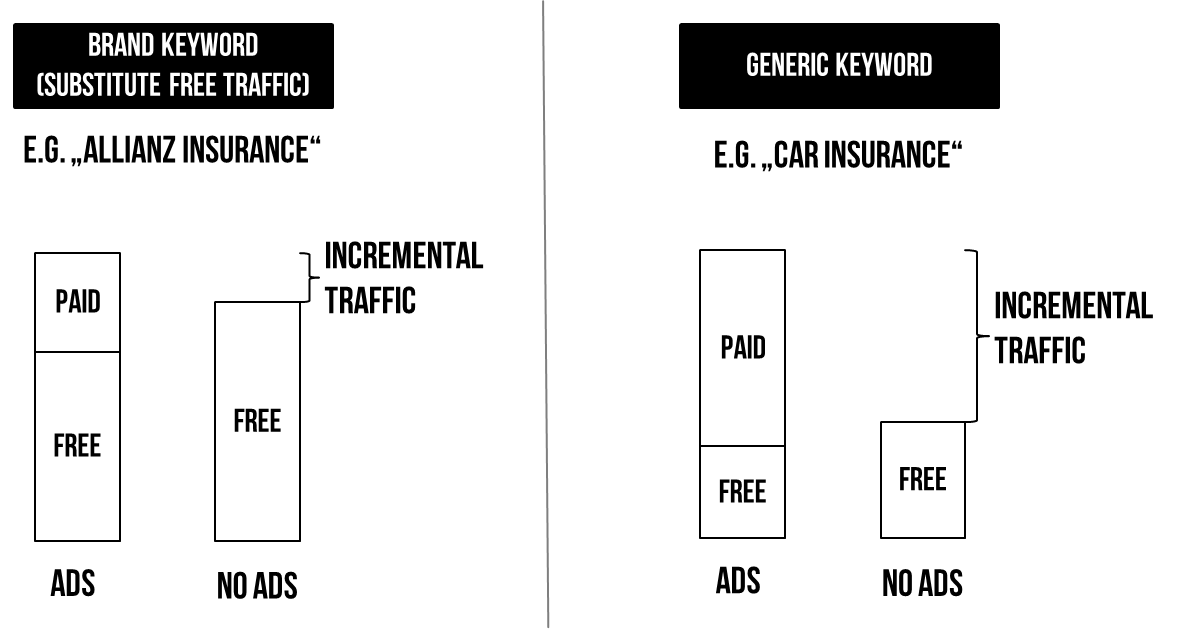 BRAND KEYWORD
(SUBSTITUTE FREE TRAFFIC)
E.G. „ALLIANZ INSURANCE“
PAID
FREE
FREE
INCREMENTAL
TRAFFIC
ADS
NO ADS
GENERIC KEYWORD
E.G. „CAR INSURANCE“
PAID
FREE
FREE
INCREMENTAL
TRAFFIC
ADS
NO ADS